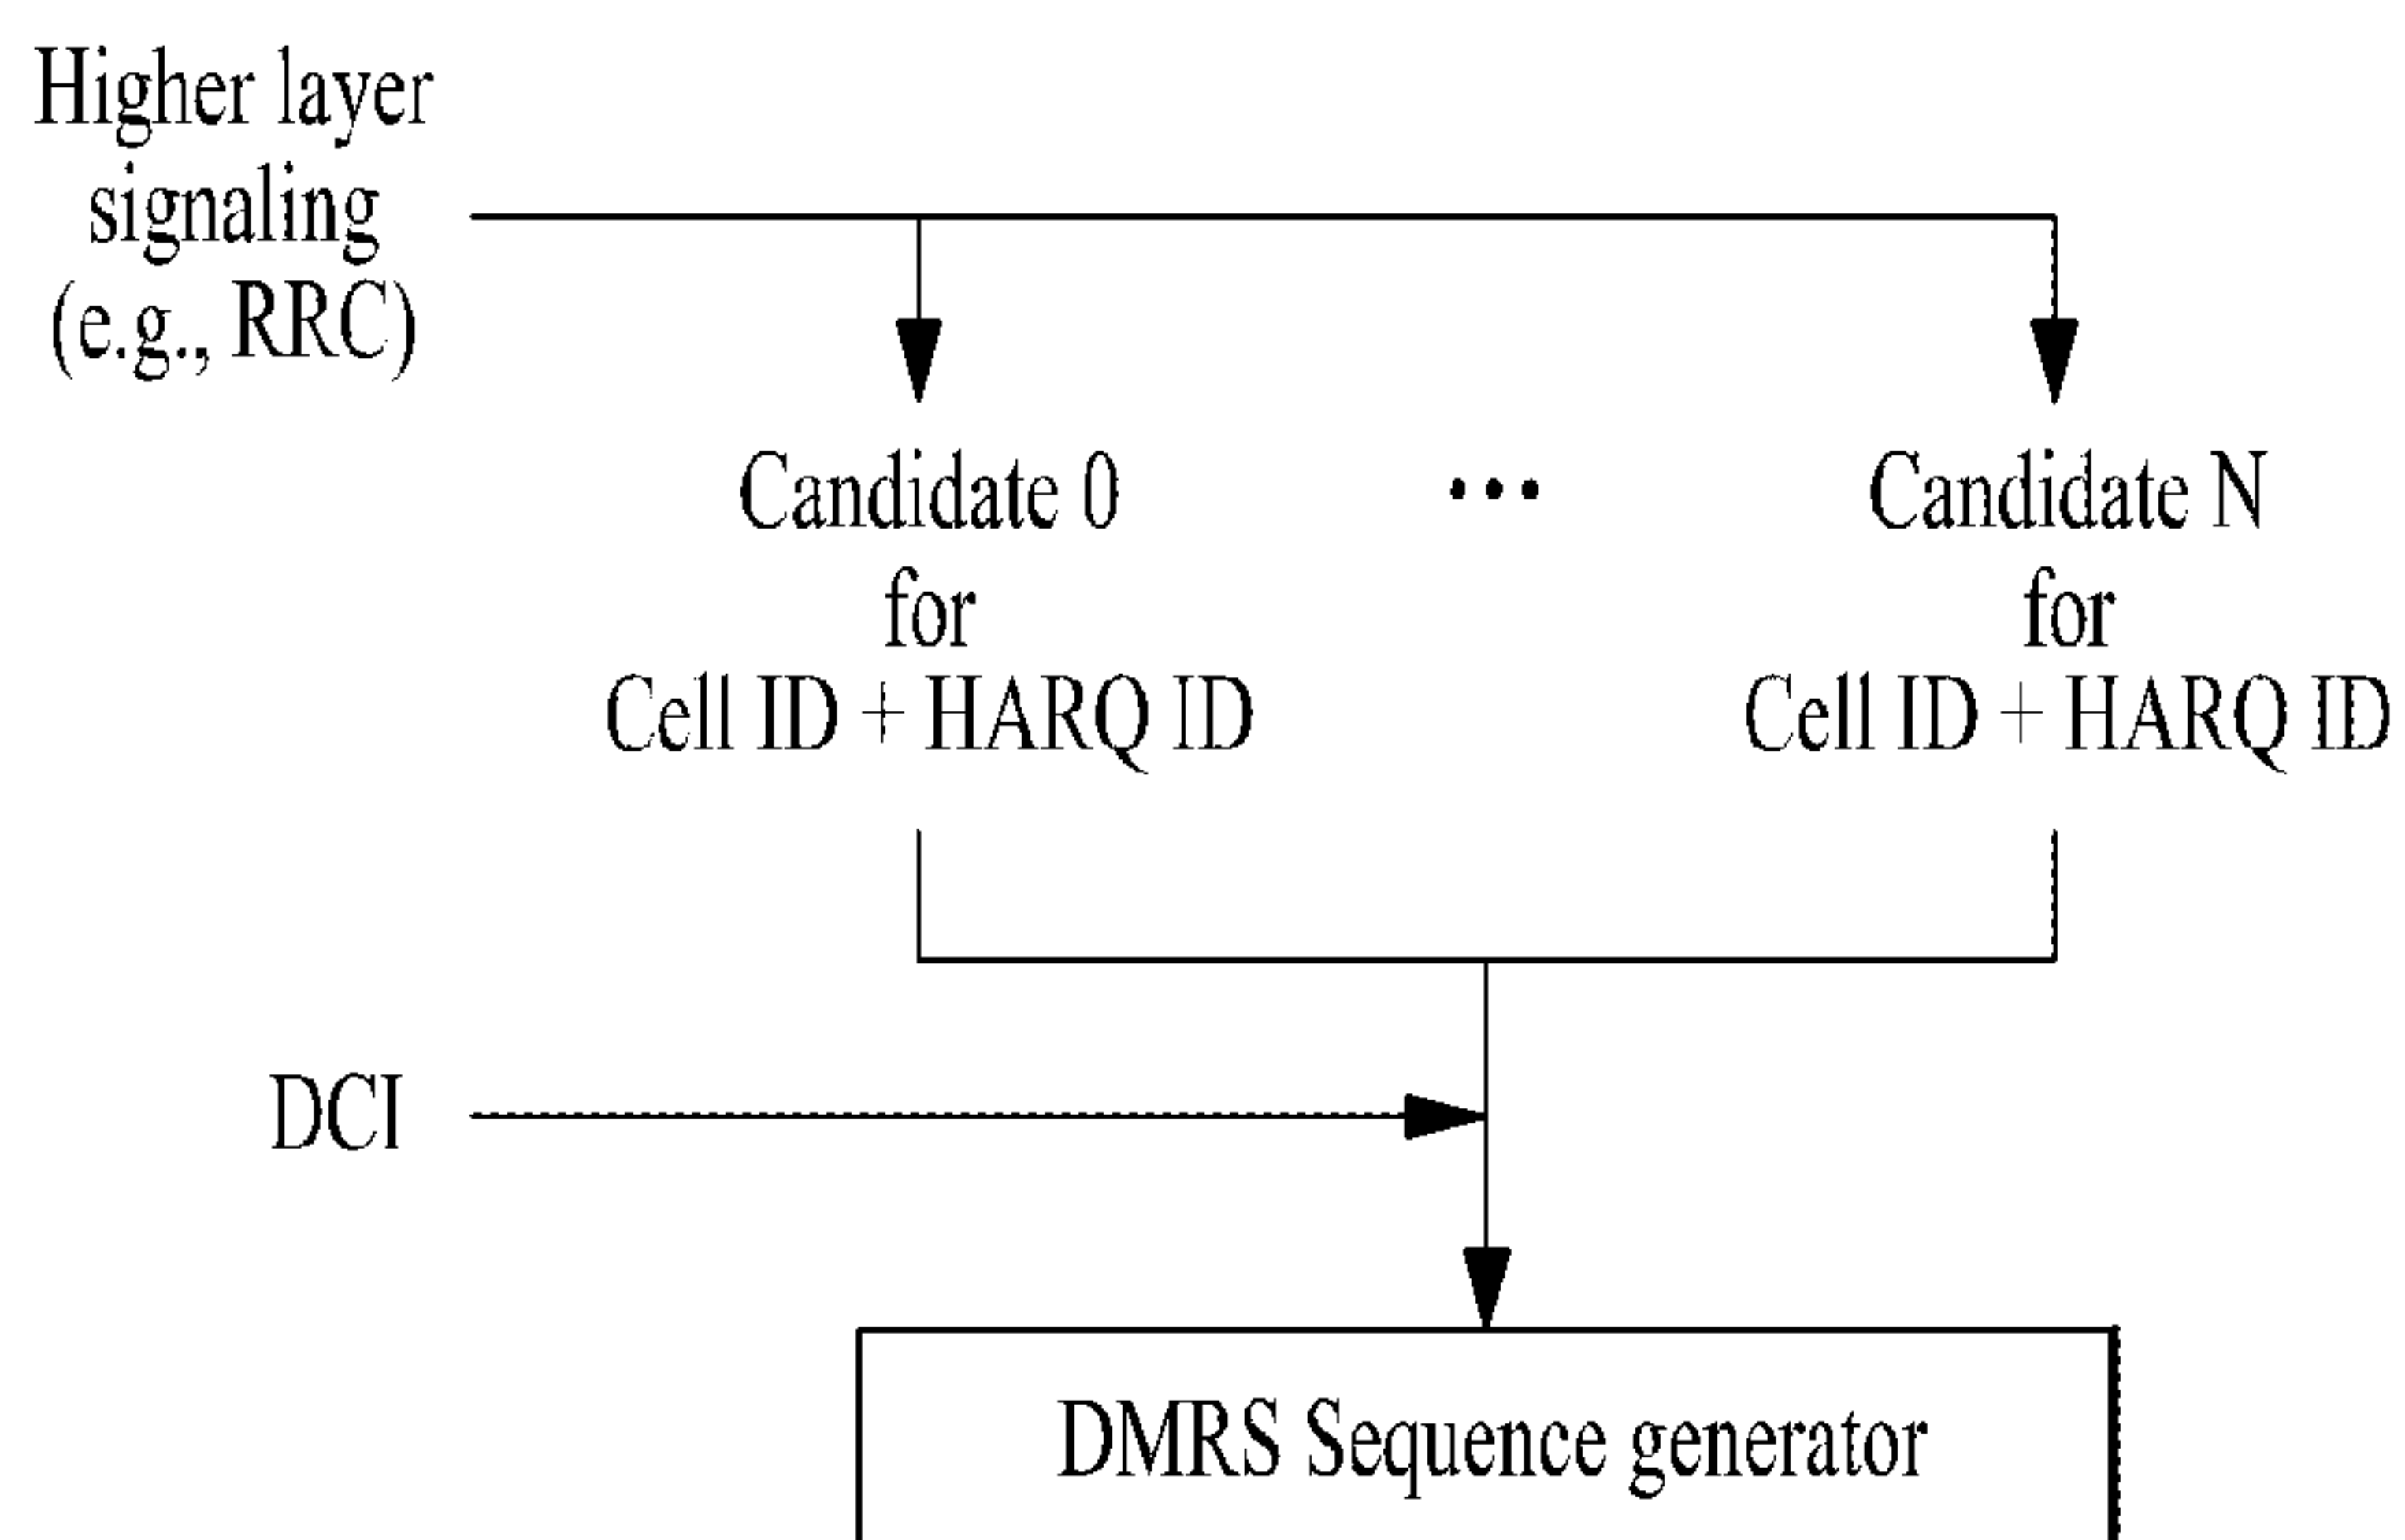 Higher layer
signaling
(e.g., RRC)
Candidate 0
for
Cell ID + HARQ ID
•••
Candidate N
for
Cell ID + HARQ ID
DCI
DMRS Sequence generator